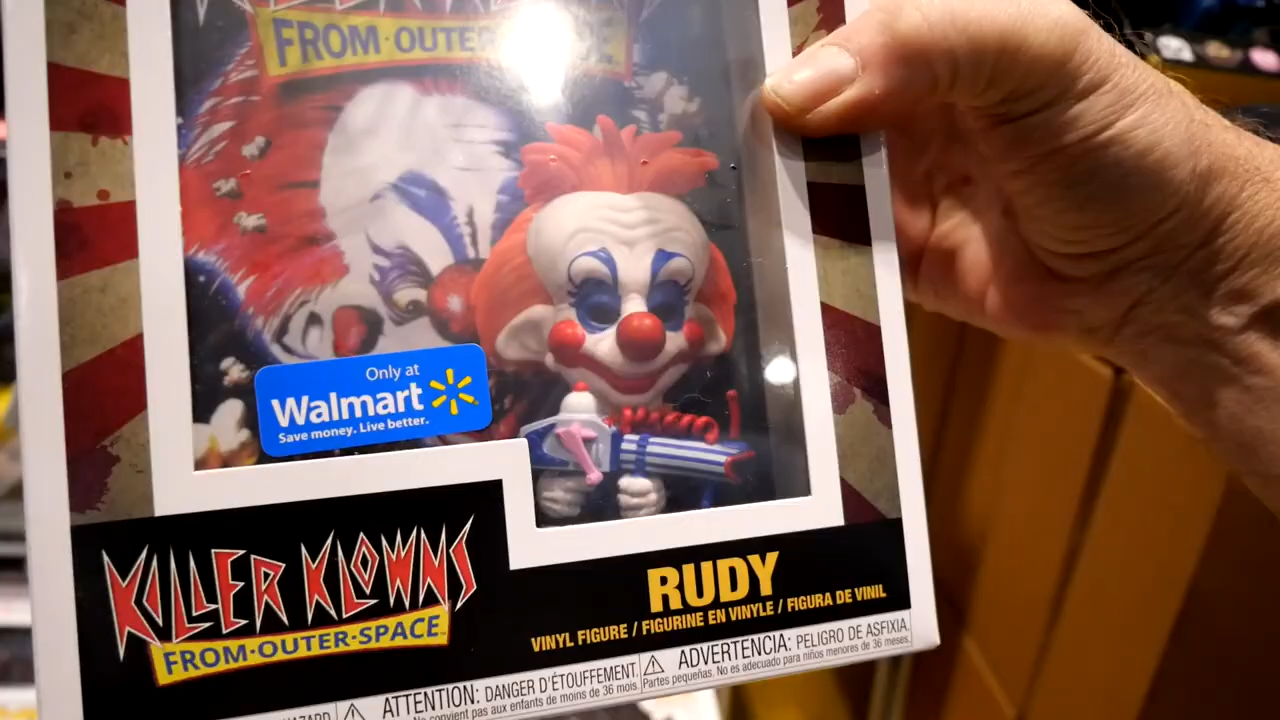 FROM·OUTER·SPACE
Only at
Walmart
Save money. Live better.
KILLER KLOWNS
FROM·OUTER·SPACE
RUDY
VINYL FIGURE / FIGURINE EN VINYLE / FIGURA DE VINIL
HAZARD
ATTENTION: DANGER D'ÉTOUFFEMENT.
Ne convient pas aux enfants de moins de 36 mois.
ADVERTENCIA: PELIGRO DE ASFIXIA.
Partes pequeñas. No es adecuado para niños menores de 36 meses.